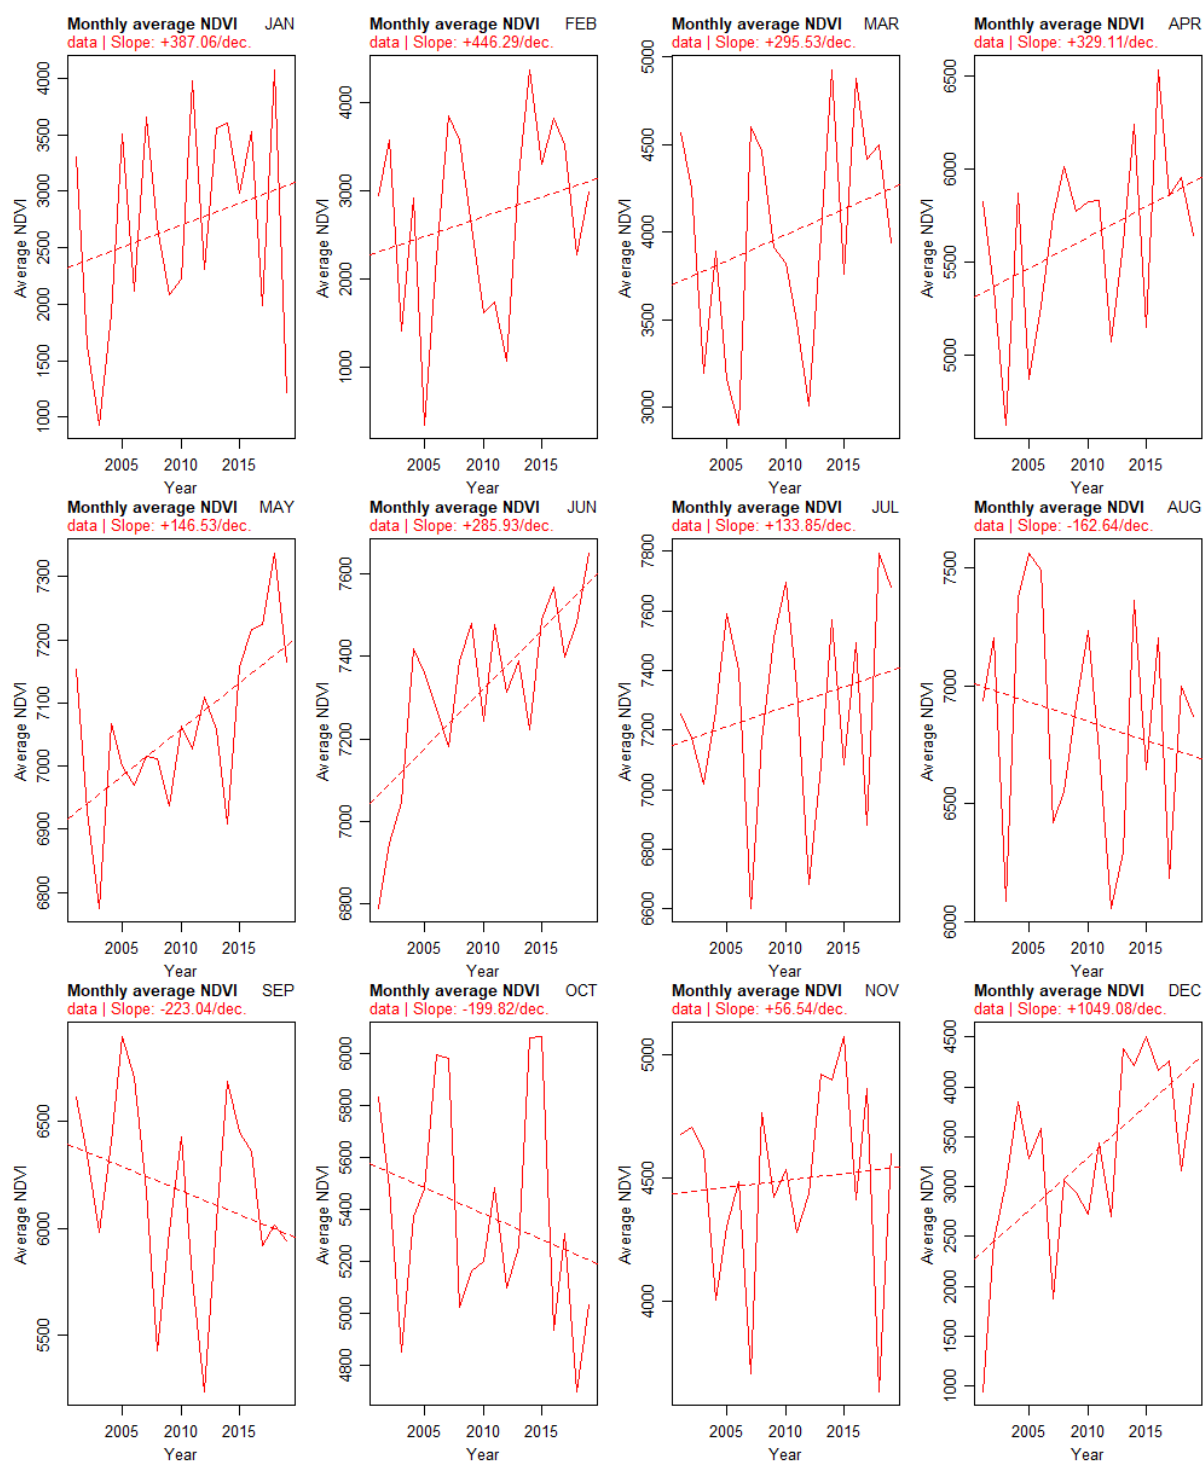 Monthly average NDVI JAN
data | Slope: +387.06/dec.
Average NDVI
4000
3500
3000
2500
2000
1500
1000
2005 2010 2015
Year
Monthly average NDVI FEB
data | Slope: +446.29/dec.
Average NDVI
4000
3000
2000
1000
2005 2010 2015
Year
Monthly average NDVI MAR
data | Slope: +295.53/dec.
Average NDVI
5000
4500
4000
3500
3000
2005 2010 2015
Year
Monthly average NDVI APR
data | Slope: +329.11/dec.
Average NDVI
6500
6000
5500
5000
2005 2010 2015
Year
Monthly average NDVI MAY
data | Slope: +146.53/dec.
Average NDVI
7300
7200
7100
7000
6900
6800
2005 2010 2015
Year
Monthly average NDVI JUN
data | Slope: +285.93/dec.
Average NDVI
7600
7400
7200
7000
6800
2005 2010 2015
Year
Monthly average NDVI JUL
data | Slope: +133.85/dec.
Average NDVI
7800
7600
7400
7200
7000
6800
6600
2005 2010 2015
Year
Monthly average NDVI AUG
data | Slope: -162.64/dec.
Average NDVI
7500
7000
6500
6000
2005 2010 2015
Year
Monthly average NDVI SEP
data | Slope: -223.04/dec.
Average NDVI
6500
6000
5500
2005 2010 2015
Year
Monthly average NDVI OCT
data | Slope: -199.82/dec.
Average NDVI
6000
5800
5600
5400
5200
5000
4800
2005 2010 2015
Year
Monthly average NDVI NOV
data | Slope: +56.54/dec.
Average NDVI
5000
4500
4000
2005 2010 2015
Year
Monthly average NDVI DEC
data | Slope: +1049.08/dec.
Average NDVI
4500
4000
3500
3000
2500
2000
1500
1000
2005 2010 2015
Year